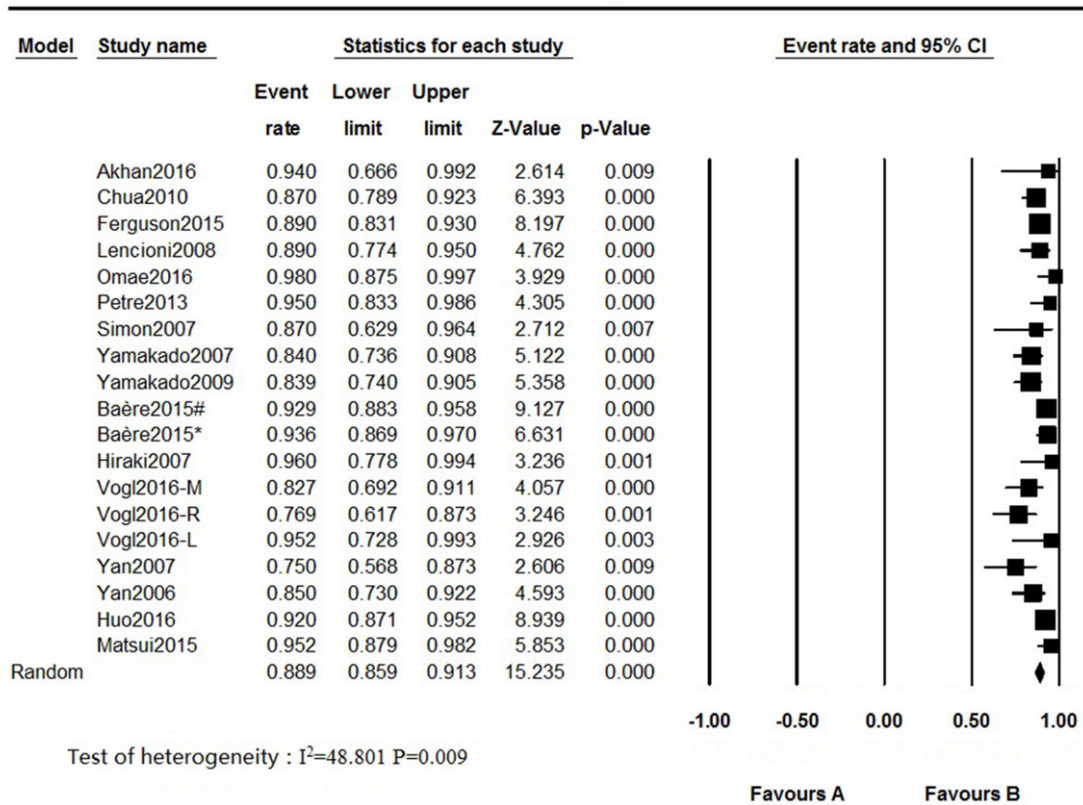 Model Study name Statistics for each study Event rate and 95% CI
Event Lower Upper
rate limit limit Z-Value p-Value
Akhan2016 0.940 0.666 0.992 2.614 0.009
Chua2010 0.870 0.789 0.923 6.393 0.000
Ferguson2015 0.890 0.831 0.930 8.197 0.000
Lencioni2008 0.890 0.774 0.950 4.762 0.000
Omae2016 0.980 0.875 0.997 3.929 0.000
Petre2013 0.950 0.833 0.986 4.305 0.000
Simon2007 0.870 0.629 0.964 2.712 0.007
Yamakado2007 0.840 0.736 0.908 5.122 0.000
Yamakado2009 0.839 0.740 0.905 5.358 0.000
Baère2015# 0.929 0.883 0.958 9.127 0.000
Baère2015* 0.936 0.869 0.970 6.631 0.000
Hiraki2007 0.960 0.778 0.994 3.236 0.001
Vogl2016-M 0.827 0.692 0.911 4.057 0.000
Vogl2016-R 0.769 0.617 0.873 3.246 0.001
Vogl2016-L 0.952 0.728 0.993 2.926 0.003
Yan2007 0.750 0.568 0.873 2.606 0.009
Yan2006 0.850 0.730 0.922 4.593 0.000
Huo2016 0.920 0.871 0.952 8.939 0.000
Matsui2015 0.952 0.879 0.982 5.853 0.000
Random 0.889 0.859 0.913 15.235 0.000
-1.00 -0.50 0.00 0.50 1.00
Test of heterogeneity : I²=48.801 P=0.009
Favours A Favours B